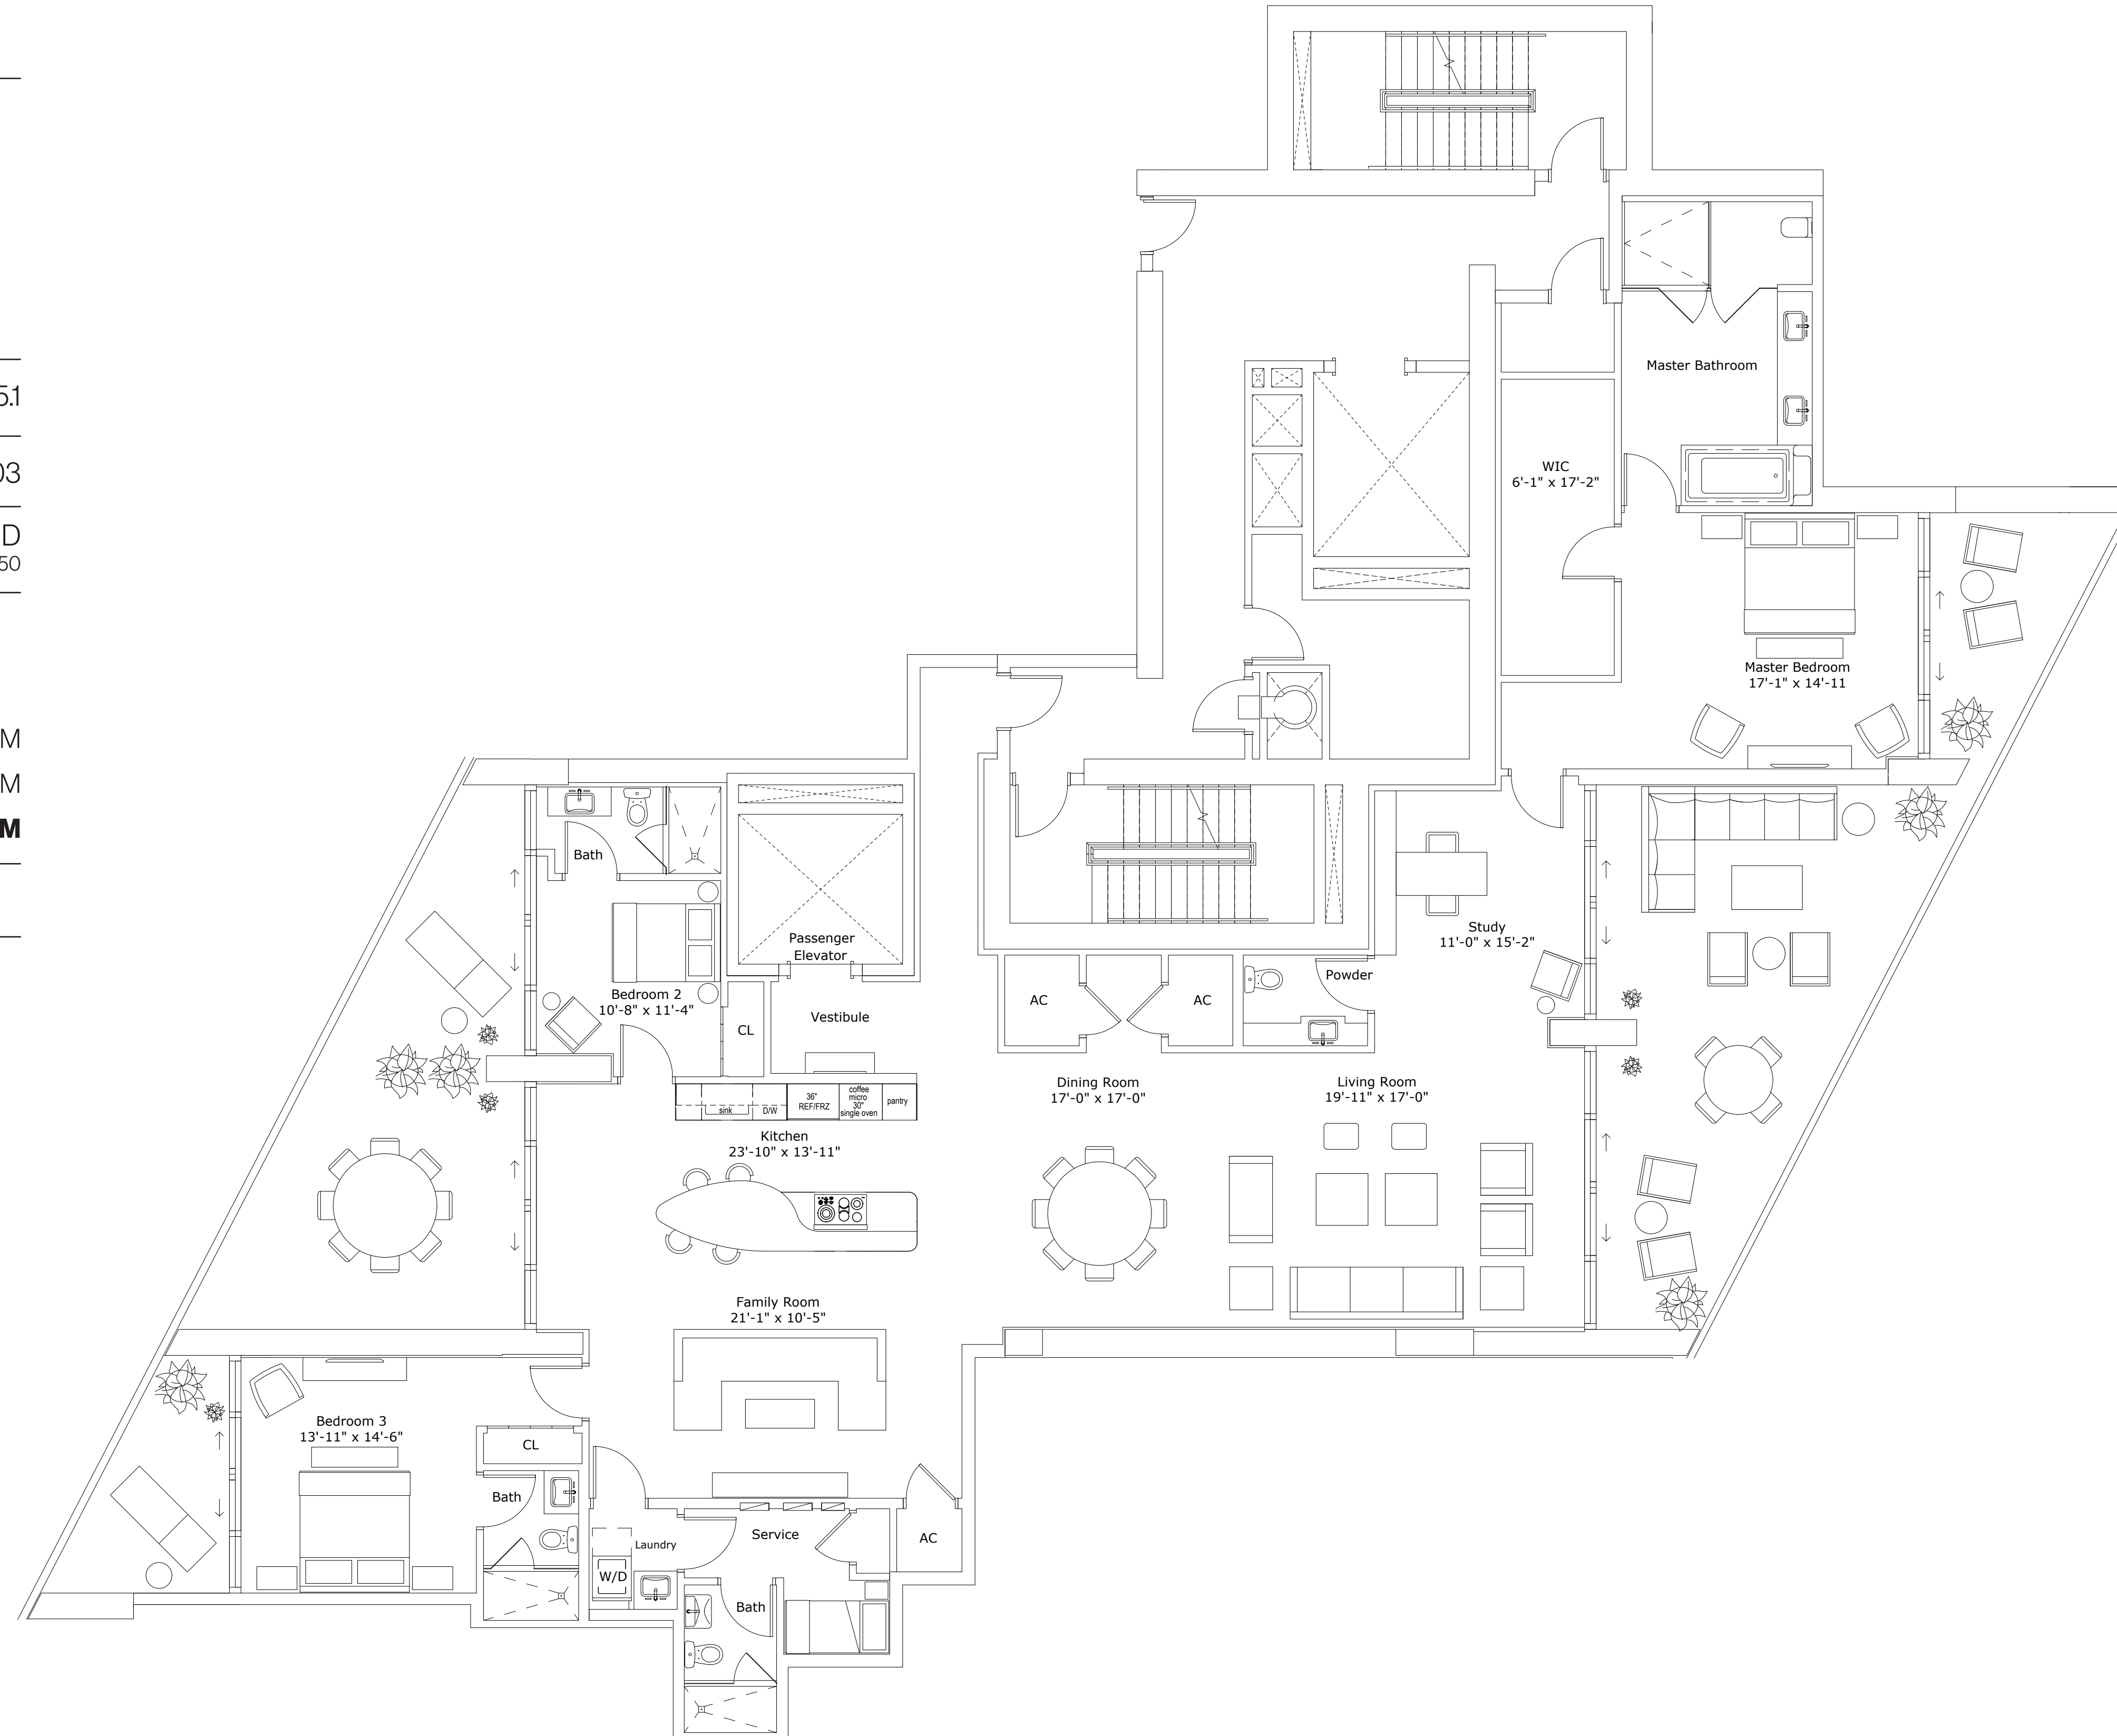 5.1
03
D
50
M
M
M
Master Bathroom
WIC
6'-1" x 17'-2"
Master Bedroom
17'-1" x 14'-11
Bath
Passenger
Elevator
Study
11'-0" x 15'-2"
Bedroom 2
10'-8" x 11'-4"
CL
Vestibule
AC
AC
Powder
sink
D/W
36"
REF/FRZ
coffee
micro
30"
single oven
pantry
Kitchen
23'-10" x 13'-11"
Dining Room
17'-0" x 17'-0"
Living Room
19'-11" x 17'-0"
Family Room
21'-1" x 10'-5"
Bedroom 3
13'-11" x 14'-6"
CL
Bath
Laundry
W/D
Service
AC
Bath